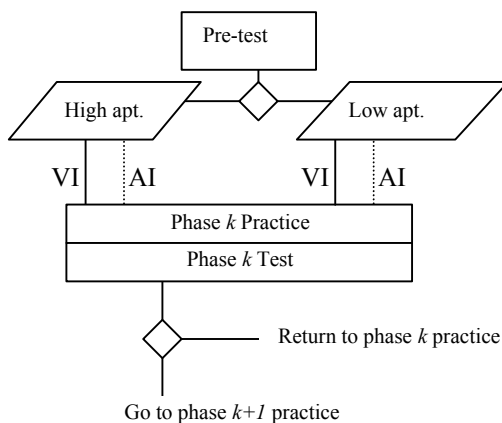 Pre-test
High apt.
Low apt.
VI
AI
VI
AI
Phase k Practice
Phase k Test
Return to phase k practice
Go to phase k+1 practice